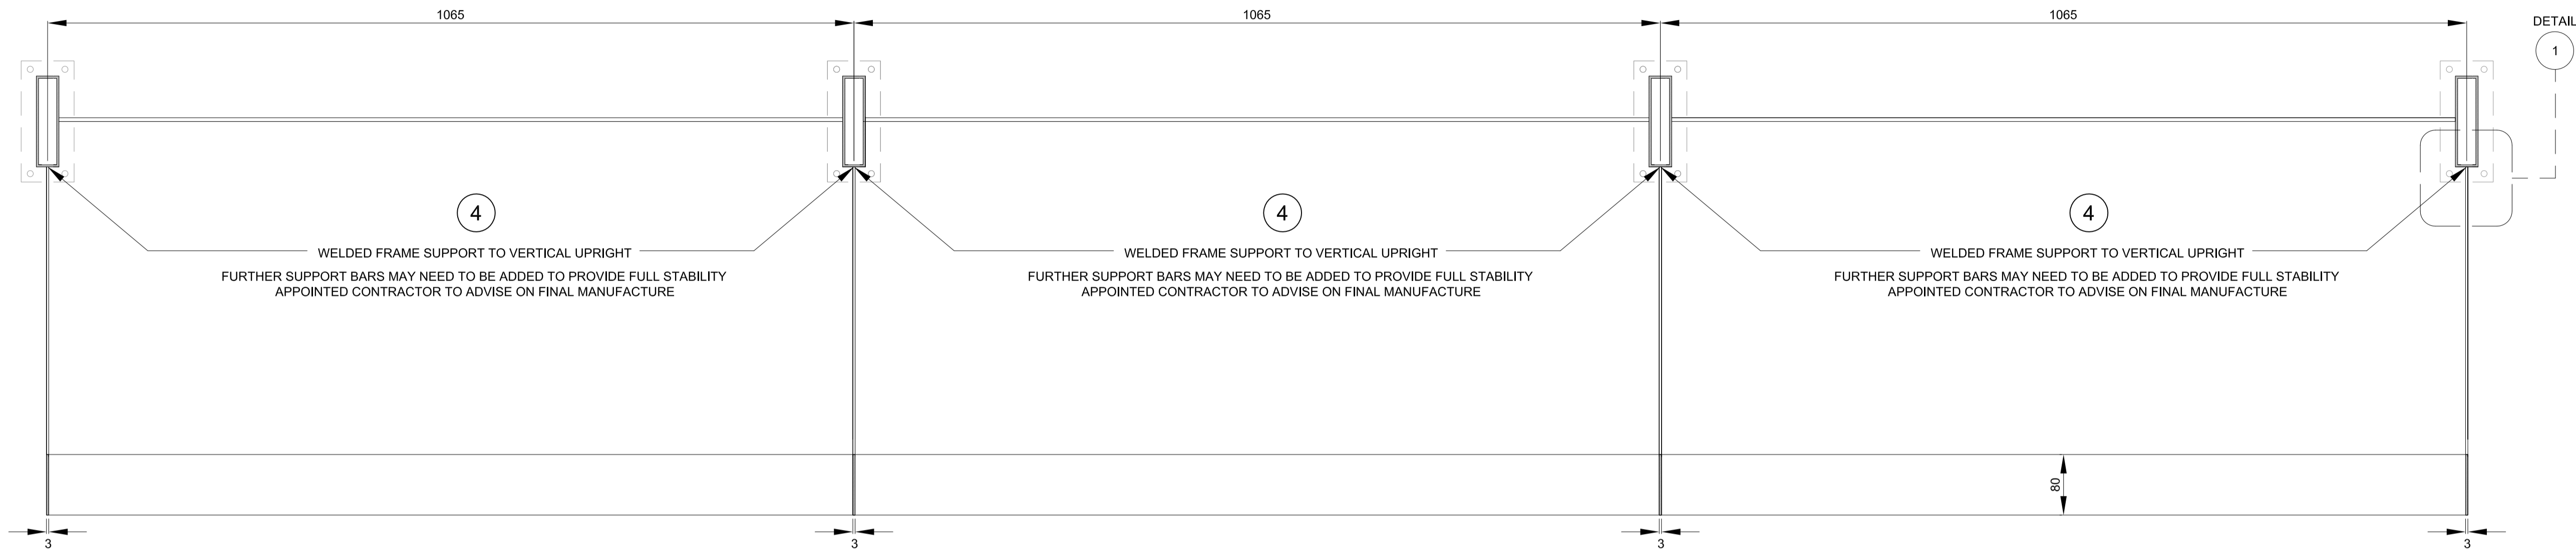 1065
1065
1065
DETAIL
1
4
4
4
WELDED FRAME SUPPORT TO VERTICAL UPRIGHT
FURTHER SUPPORT BARS MAY NEED TO BE ADDED TO PROVIDE FULL STABILITY
APPOINTED CONTRACTOR TO ADVISE ON FINAL MANUFACTURE
WELDED FRAME SUPPORT TO VERTICAL UPRIGHT
FURTHER SUPPORT BARS MAY NEED TO BE ADDED TO PROVIDE FULL STABILITY
APPOINTED CONTRACTOR TO ADVISE ON FINAL MANUFACTURE
WELDED FRAME SUPPORT TO VERTICAL UPRIGHT
FURTHER SUPPORT BARS MAY NEED TO BE ADDED TO PROVIDE FULL STABILITY
APPOINTED CONTRACTOR TO ADVISE ON FINAL MANUFACTURE
80
3
3
3
3